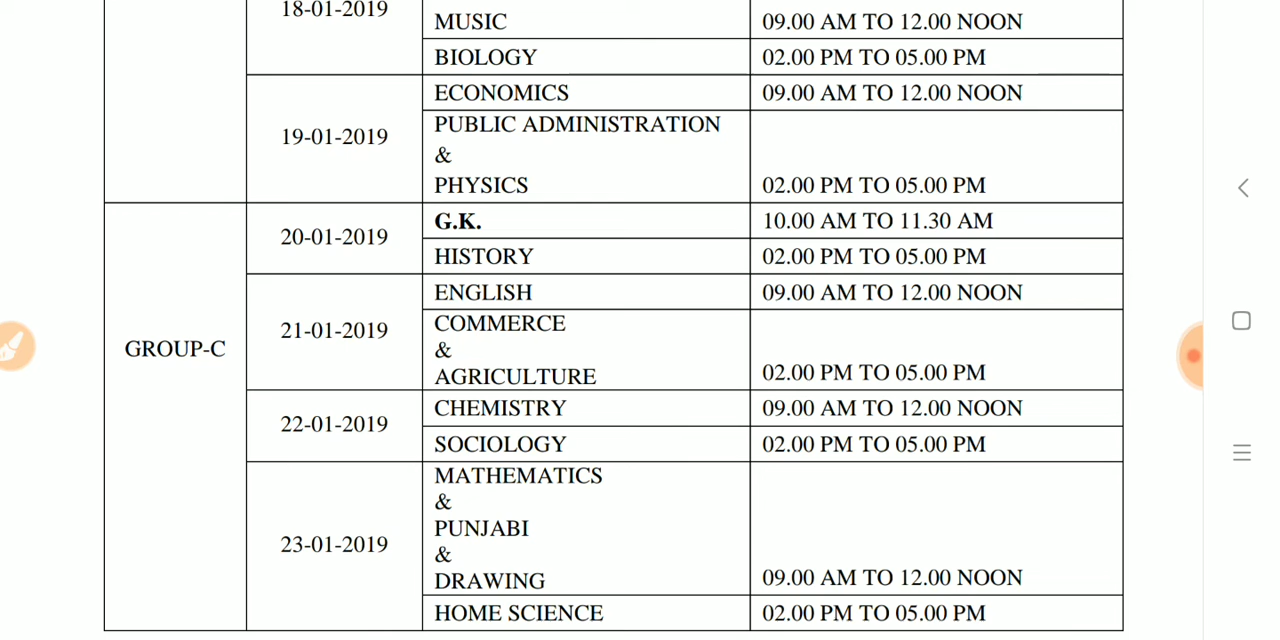 18-01-2019
MUSIC 09.00 AM TO 12.00 NOON
BIOLOGY 02.00 PM TO 05.00 PM
19-01-2019
ECONOMICS 09.00 AM TO 12.00 NOON
PUBLIC ADMINISTRATION
&
PHYSICS 02.00 PM TO 05.00 PM
GROUP-C
20-01-2019
G.K. 10.00 AM TO 11.30 AM
HISTORY 02.00 PM TO 05.00 PM
21-01-2019
ENGLISH 09.00 AM TO 12.00 NOON
COMMERCE
&
AGRICULTURE 02.00 PM TO 05.00 PM
22-01-2019
CHEMISTRY 09.00 AM TO 12.00 NOON
SOCIOLOGY 02.00 PM TO 05.00 PM
23-01-2019
MATHEMATICS
&
PUNJABI
&
DRAWING 09.00 AM TO 12.00 NOON
HOME SCIENCE 02.00 PM TO 05.00 PM